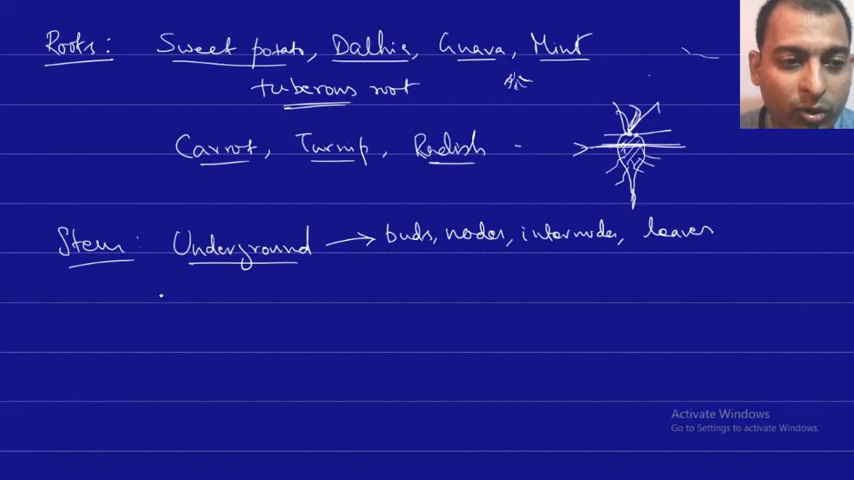 Roots: Sweet potato, Dalhia, Guava, Mint
tuberous root
Carrot, Turnip, Radish -
Stem: Underground → buds, nodes, internodes, leaves
Activate Windows
Go to Settings to activate Windows.